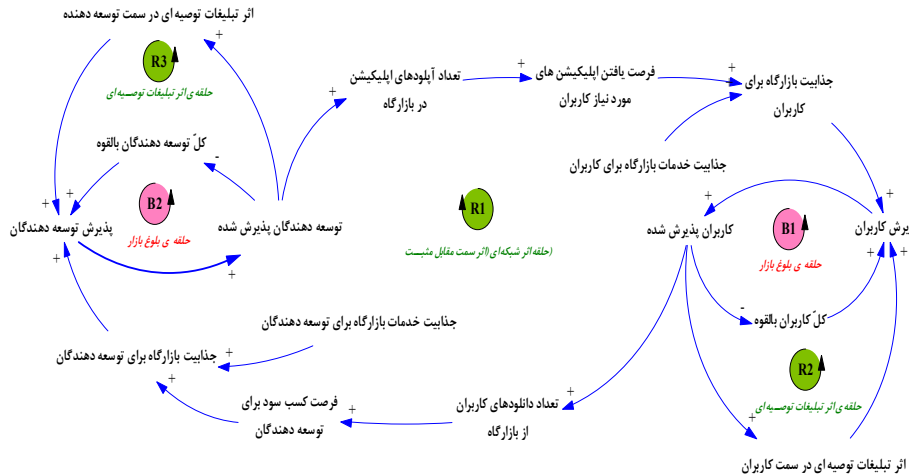 اثر تبلیغات توصیه ای در سمت توسعه دهنده
R3
حلقه ی اثر تبلیغات توصیه ای
تعداد آپلودهای اپلیکیشن
در بازارگاه
فرصت یافتن اپلیکیشن های
مورد نیاز کاربران
جذابیت بازارگاه برای
کاربران
کلّ توسعه دهندگان بالقوه
جذابیت خدمات بازارگاه برای کاربران
B2
R1
B1
پذیرش توسعه دهندگان
توسعه دهندگان پذیرش شده
کاربران پذیرش شده
یرش کاربران
حلقه ی بلوغ بازار
(حلقه اثر شبکه ای (اثر سمت مقابل مثبت
حلقه ی بلوغ بازار
جذابیت خدمات بازارگاه برای توسعه دهندگان
کلّ کاربران بالقوه
جذابیت بازارگاه برای توسعه دهندگان
R2
فرصت کسب سود برای
توسعه دهندگان
تعداد دانلودهای کاربران
از بازارگاه
حلقه ی اثر تبلیغات توصیه ای
اثر تبلیغات توصیه ای در سمت کاربران